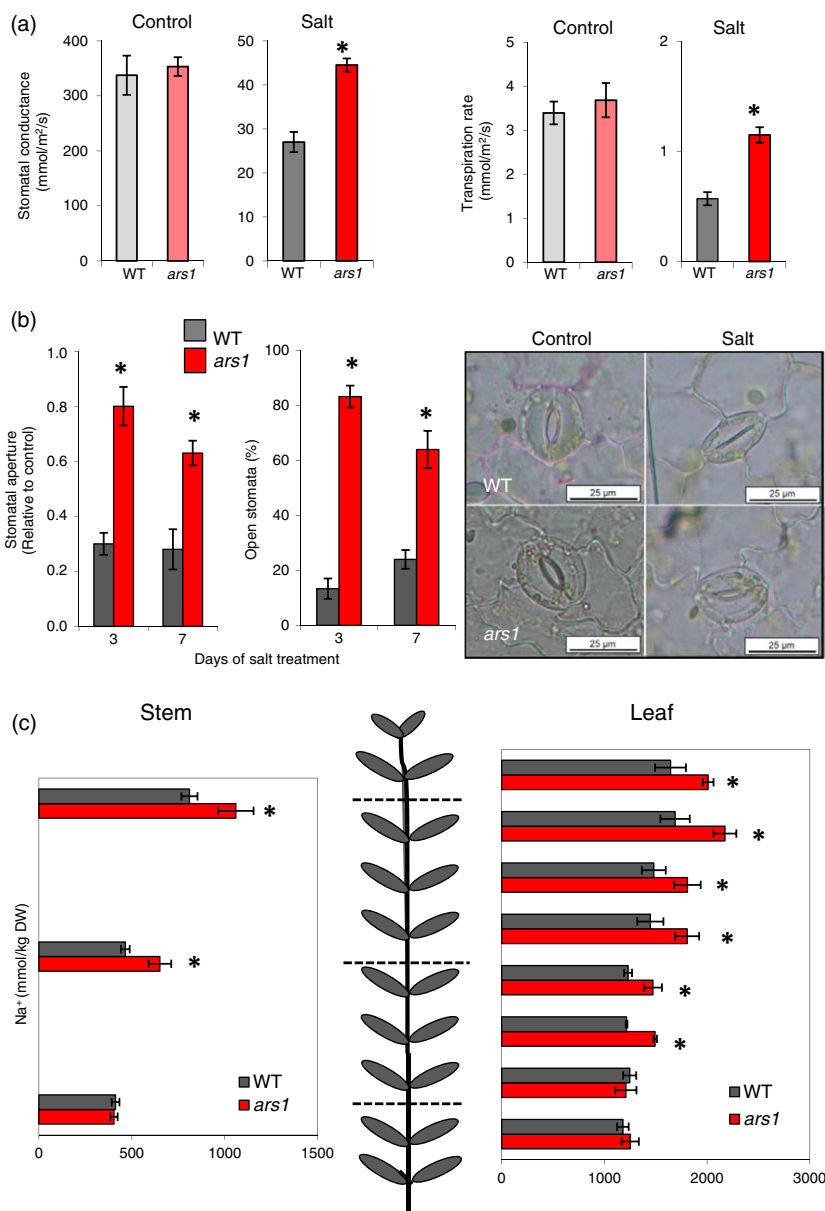 (a)
Control
Salt
Control
Salt
Stomatal conductance
(mmol/m²/s)
400
300
200
100
0
WT
ars1
50
40
30
20
10
0
*
WT
ars1
Transpiration rate
(mmol/m²/s)
5
4
3
2
1
0
WT
ars1
2
1
0
*
WT
ars1
(b)
WT
ars1
Stomatal aperture
(Relative to control)
1.0
0.8
0.6
0.4
0.2
0.0
*
*
3
7
Open stomata (%)
100
80
60
40
20
0
*
*
3
7
Days of salt treatment
Control
Salt
WT
25 µm
25 µm
ars1
25 µm
25 µm
(c)
Stem
Leaf
Na⁺ (mmol/kg DW)
*
*
WT
ars1
0
500
1000
1500
*
*
*
*
*
*
WT
ars1
0
1000
2000
3000